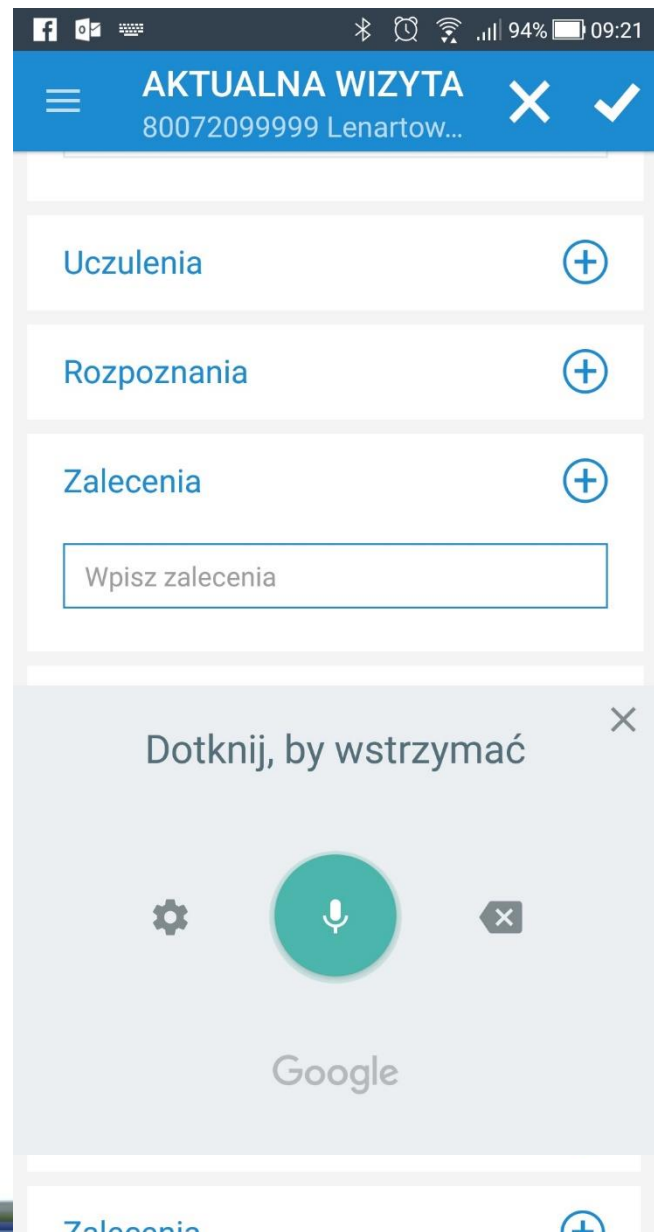 94% 09:21
AKTUALNA WIZYTA
80072099999 Lenartow...
Uczulenia
Rozpoznania
Zalecenia
Wpisz zalecenia
Dotknij, by wstrzymać
Google
Zalecenia